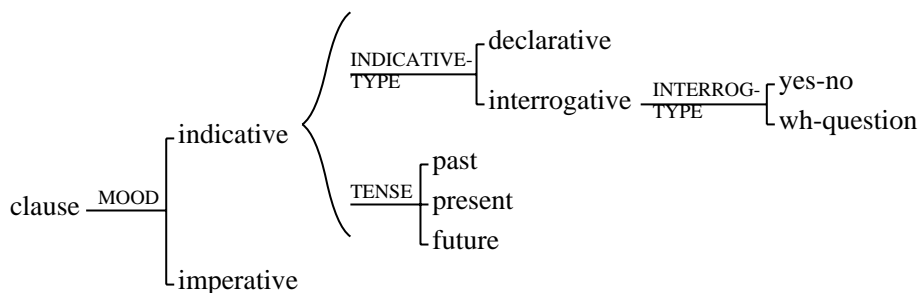 declarative
INDICATIVE-
TYPE
interrogative
INTERROG-
TYPE
yes-no
wh-question
indicative
past
TENSE
present
future
clause
MOOD
imperative